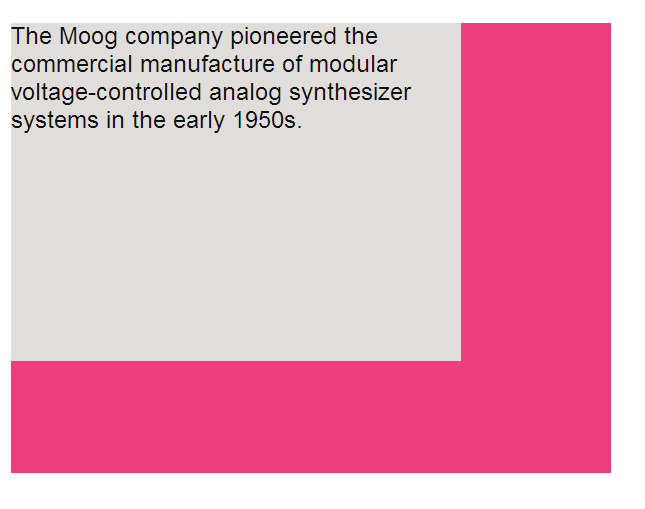 The Moog company pioneered the
commercial manufacture of modular
voltage-controlled analog synthesizer
systems in the early 1950s.